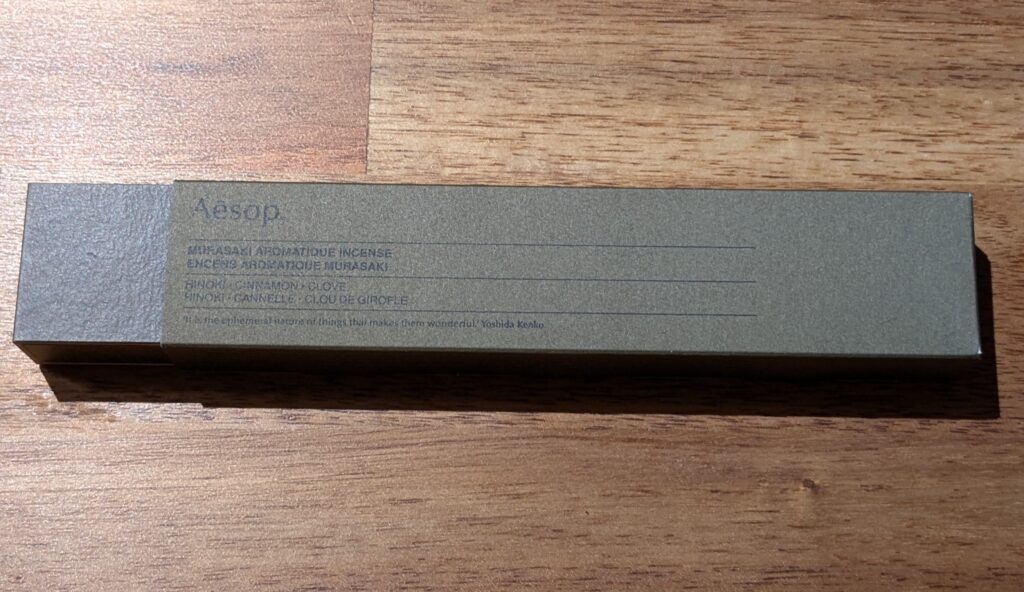 Aēsop.
MURASAKI AROMATIQUE INCENSE
ENCENS AROMATIQUE MURASAKI
HINOKI · CINNAMON · CLOVE
HINOKI · CANNELLE · CLOU DE GIROFLE
‘It is the ephemeral nature of things that makes them wonderful.’ Yoshida Kenko